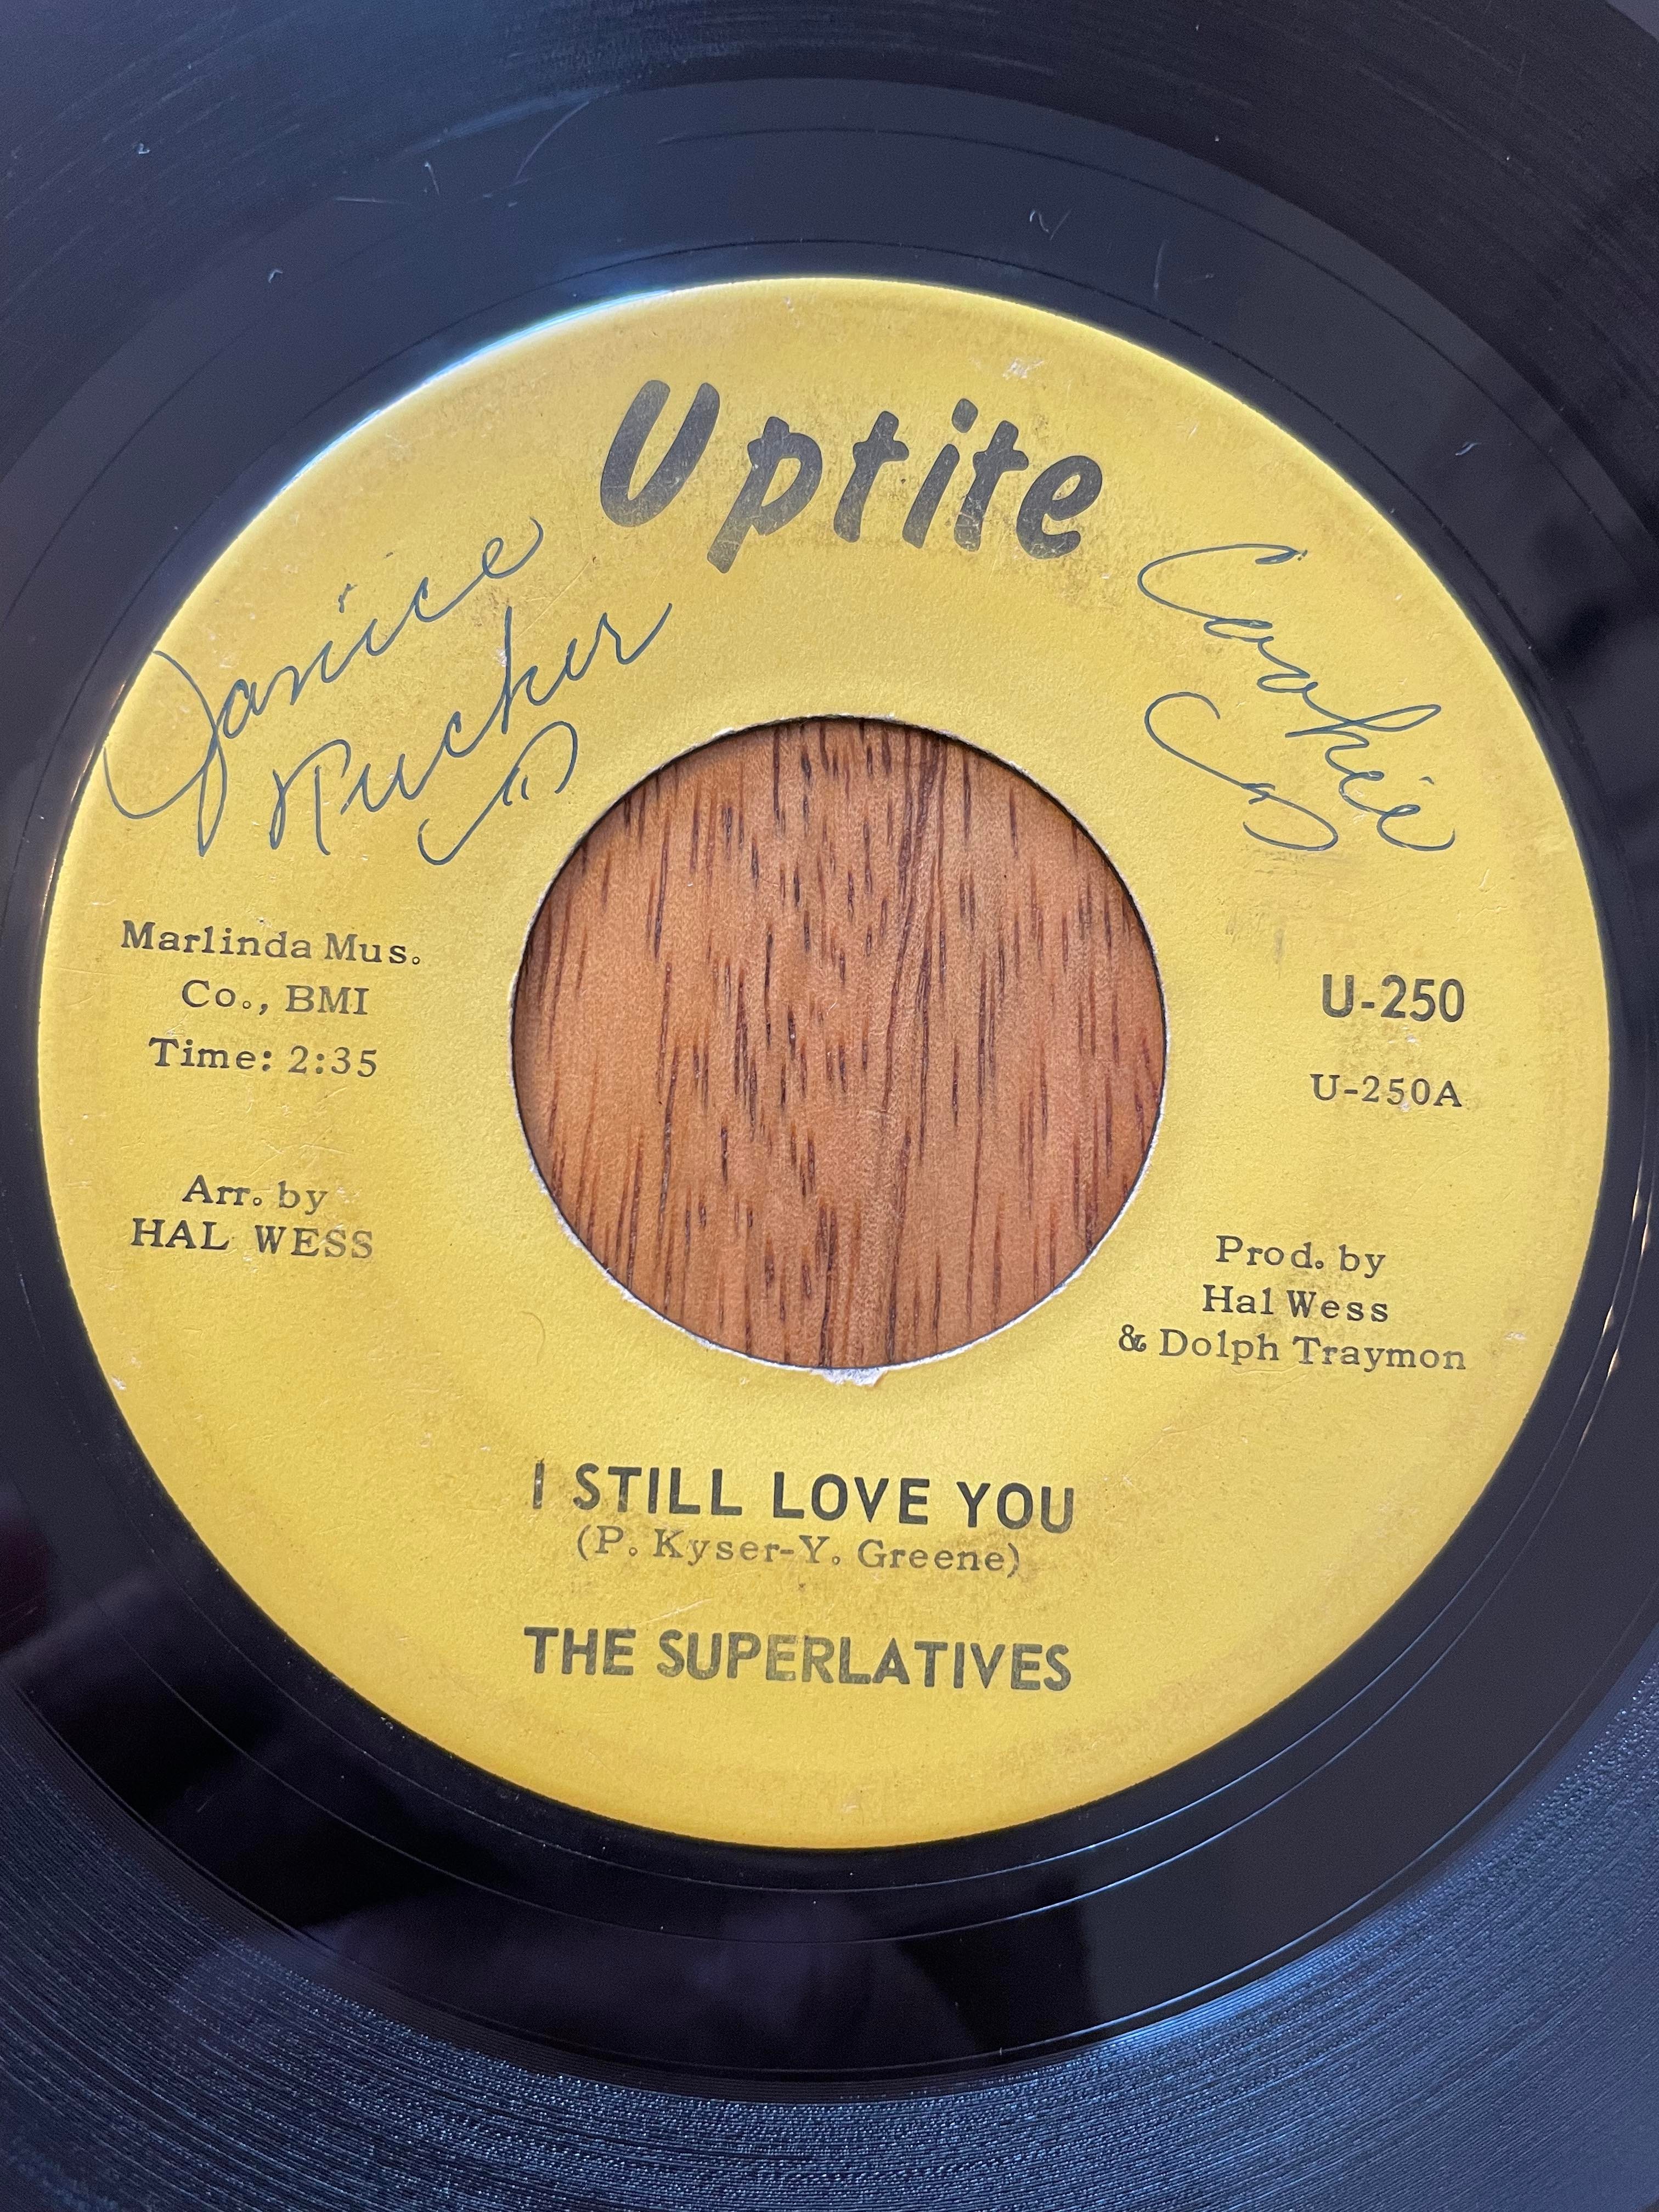 Uptite
Janice
Rucker
Cookie
Marlinda Mus.
Co., BMI
Time: 2:35
Arr. by
HAL WESS
U-250
U-250A
Prod. by
Hal Wess
& Dolph Traymon
I STILL LOVE YOU
(P. Kyser-Y. Greene)
THE SUPERLATIVES